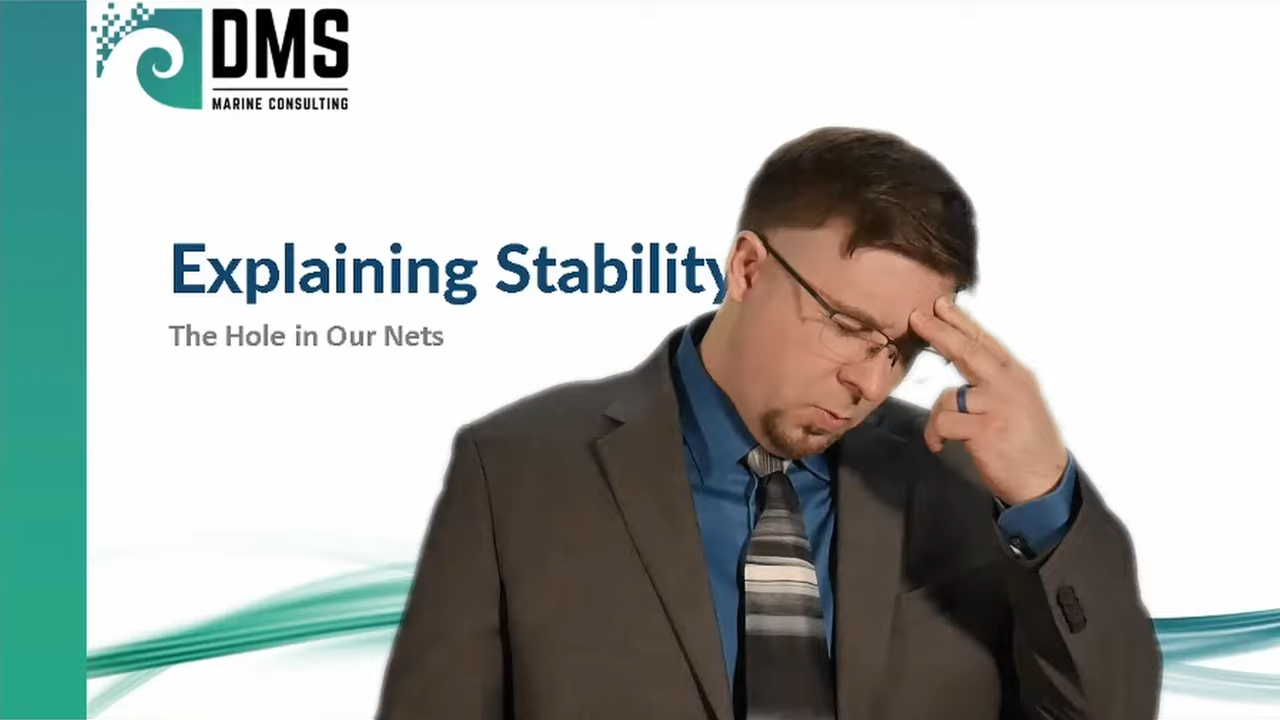 DMS
MARINE CONSULTING
Explaining Stability
The Hole in Our Nets